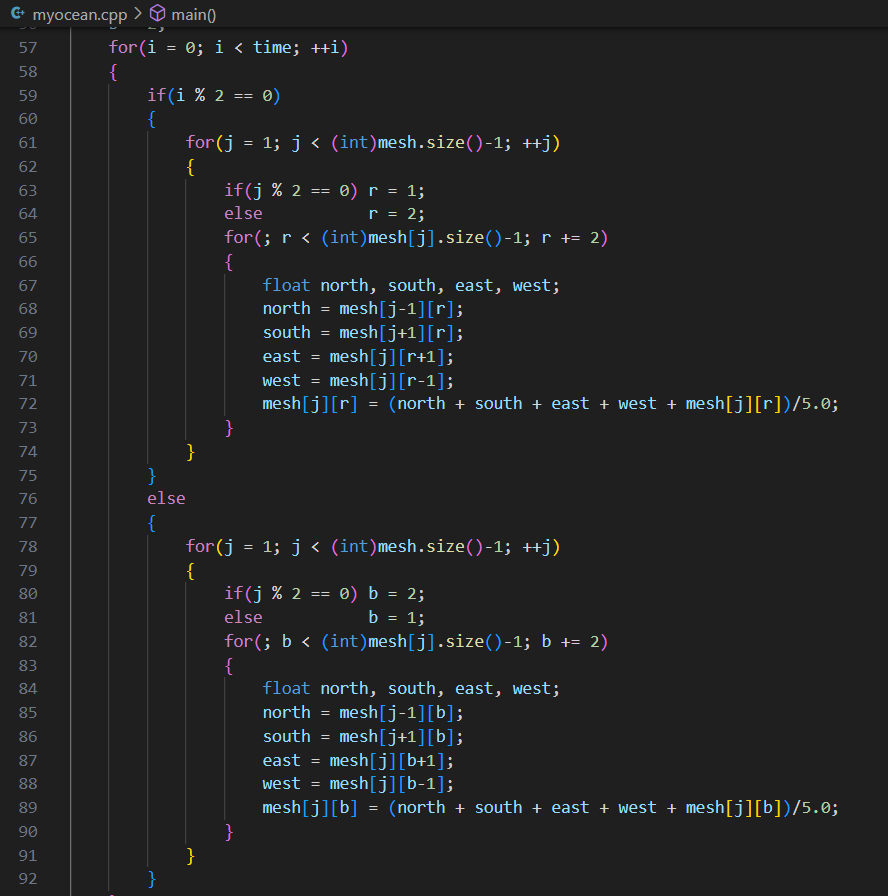 myocean.cpp > main()
57 for(i = 0; i < time; ++i)
58 {
59 if(i % 2 == 0)
60 {
61 for(j = 1; j < (int)mesh.size()-1; ++j)
62 {
63 if(j % 2 == 0) r = 1;
64 else r = 2;
65 for(; r < (int)mesh[j].size()-1; r += 2)
66 {
67 float north, south, east, west;
68 north = mesh[j-1][r];
69 south = mesh[j+1][r];
70 east = mesh[j][r+1];
71 west = mesh[j][r-1];
72 mesh[j][r] = (north + south + east + west + mesh[j][r])/5.0;
73 }
74 }
75 }
76 else
77 {
78 for(j = 1; j < (int)mesh.size()-1; ++j)
79 {
80 if(j % 2 == 0) b = 2;
81 else b = 1;
82 for(; b < (int)mesh[j].size()-1; b += 2)
83 {
84 float north, south, east, west;
85 north = mesh[j-1][b];
86 south = mesh[j+1][b];
87 east = mesh[j][b+1];
88 west = mesh[j][b-1];
89 mesh[j][b] = (north + south + east + west + mesh[j][b])/5.0;
90 }
91 }
92 }